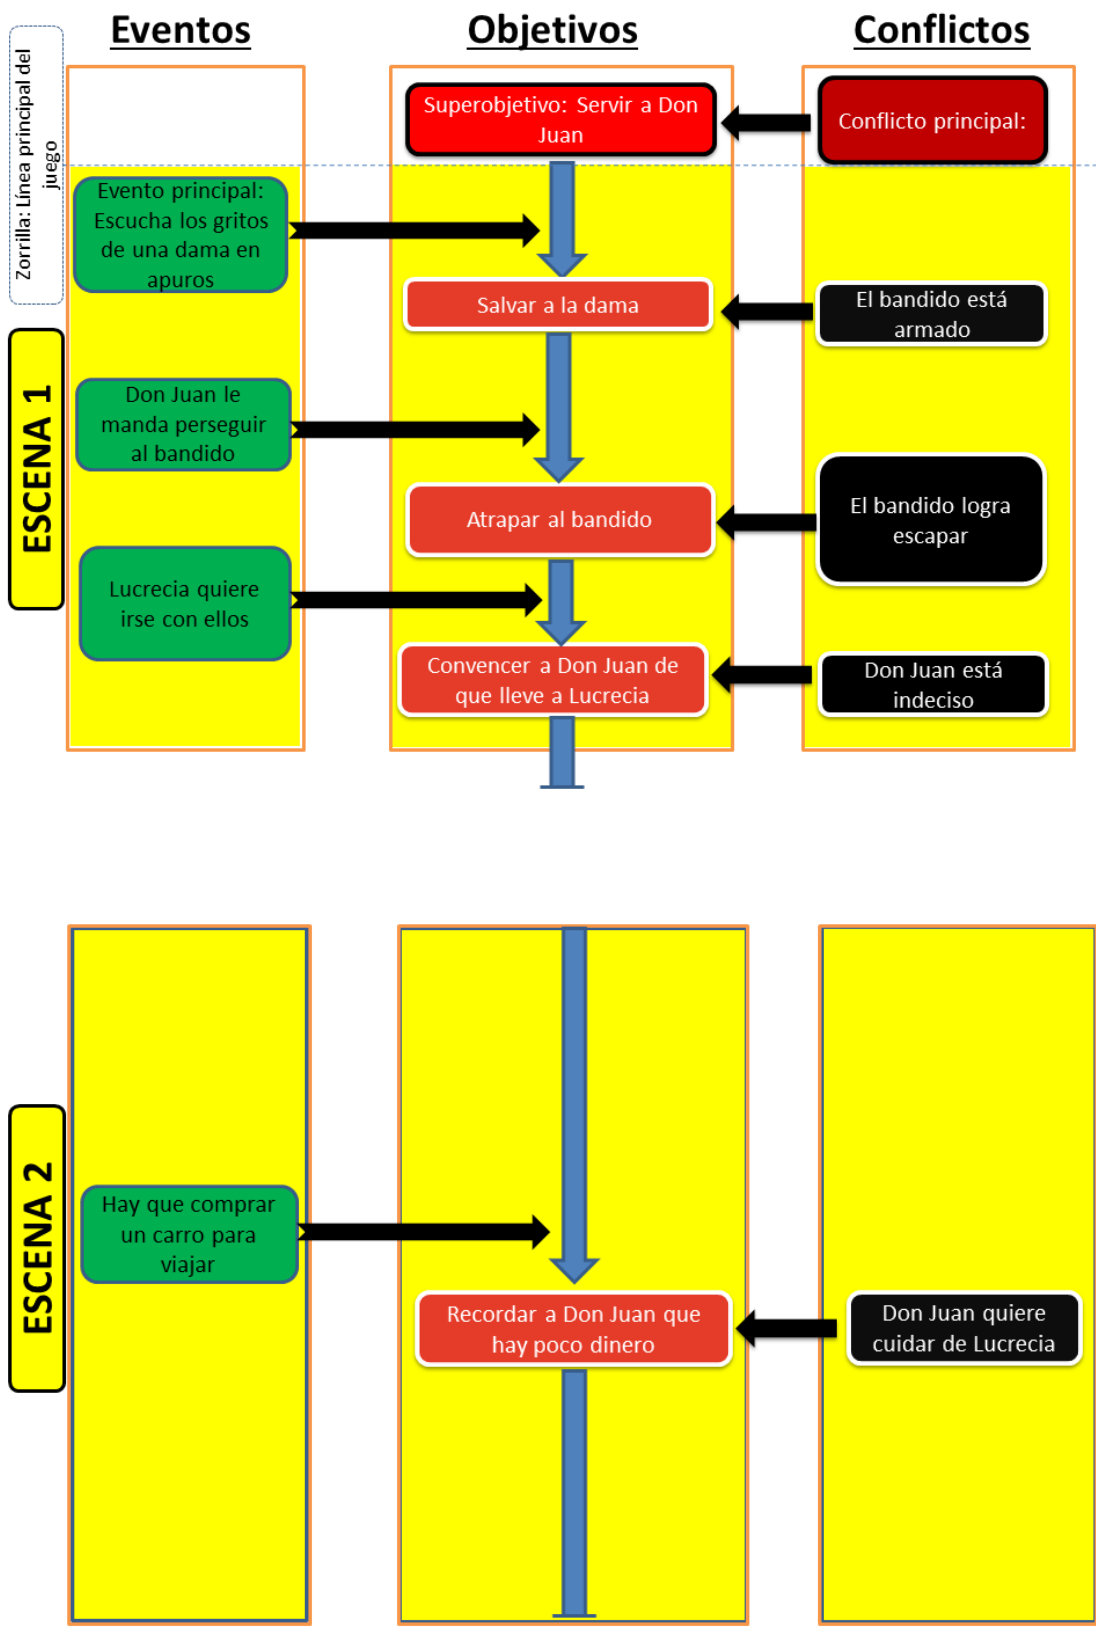 Eventos
Objetivos
Conflictos
Zorrilla: Línea principal del
juego
Superobjetivo: Servir a Don
Juan
Conflicto principal:
Evento principal:
Escucha los gritos
de una dama en
apuros
Salvar a la dama
El bandido está
armado
ESCENA 1
Don Juan le
manda perseguir
al bandido
Atrapar al bandido
El bandido logra
escapar
Lucrecia quiere
irse con ellos
Convencer a Don Juan de
que lleve a Lucrecia
Don Juan está
indeciso
ESCENA 2
Hay que comprar
un carro para
viajar
Recordar a Don Juan que
hay poco dinero
Don Juan quiere
cuidar de Lucrecia